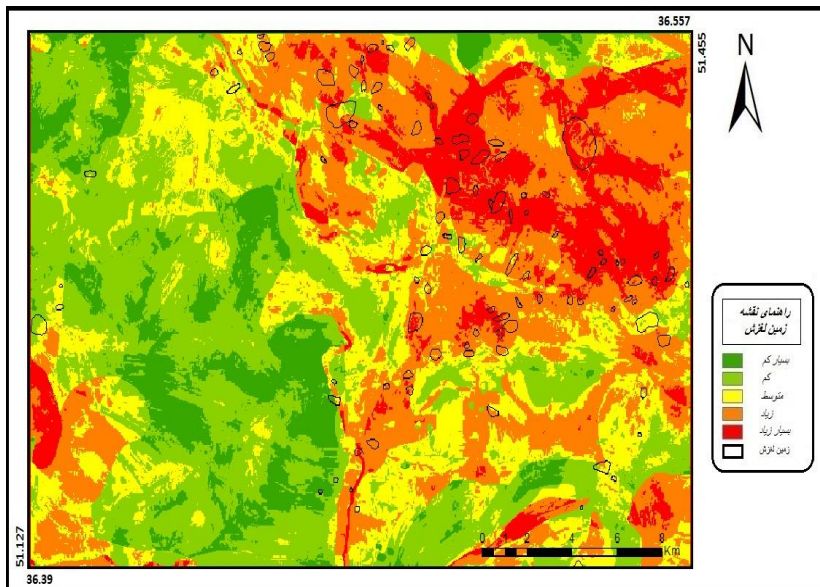 36.557
51.455
N
راهنمای نقشه
زمین لغزش
بسیار کم
کم
متوسط
زیاد
بسیار زیاد
زمین لغزش
0 1 2 4 6 8
Km
51.127
36.39